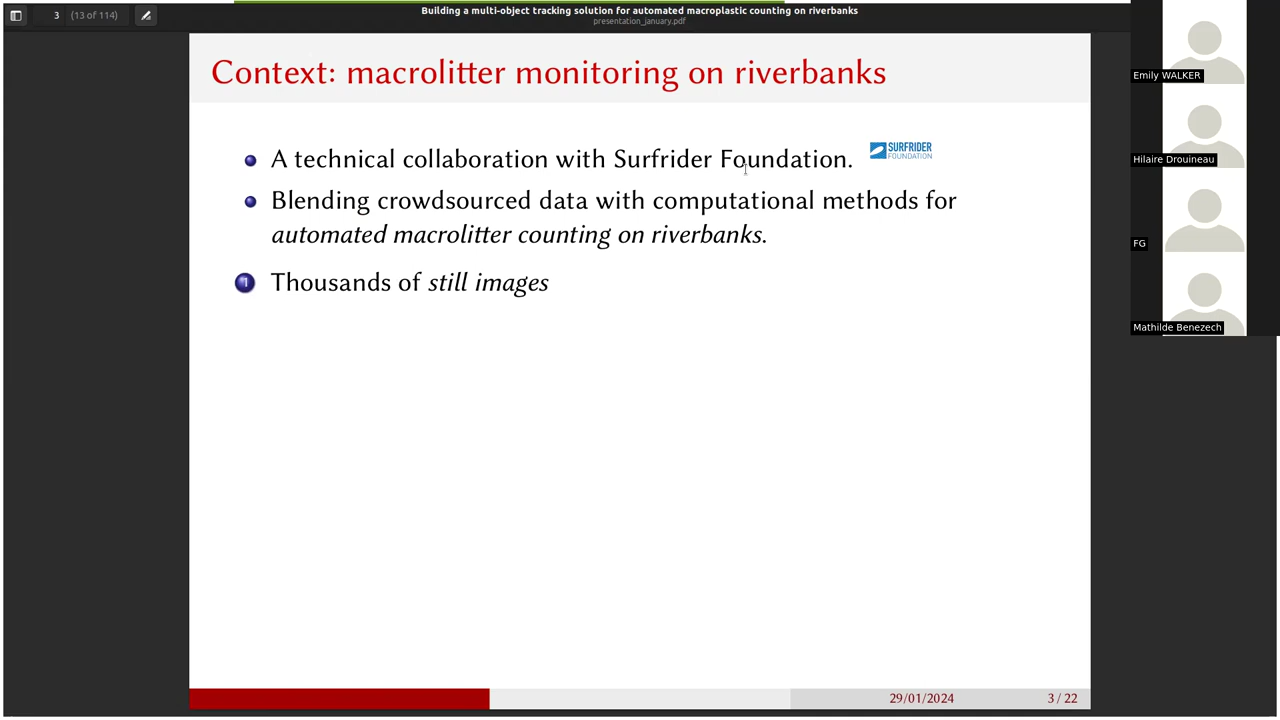 3 (13 of 114)
Building a multi-object tracking solution for automated macroplastic counting on riverbanks
presentation_january.pdf
Context: macrolitter monitoring on riverbanks
A technical collaboration with Surfrider Foundation.
SURFRIDER
FOUNDATION
Blending crowdsourced data with computational methods for
automated macrolitter counting on riverbanks.
1 Thousands of still images
29/01/2024 3 / 22
Emily WALKER
Hilaire Drouineau
FG
Mathilde Benezech